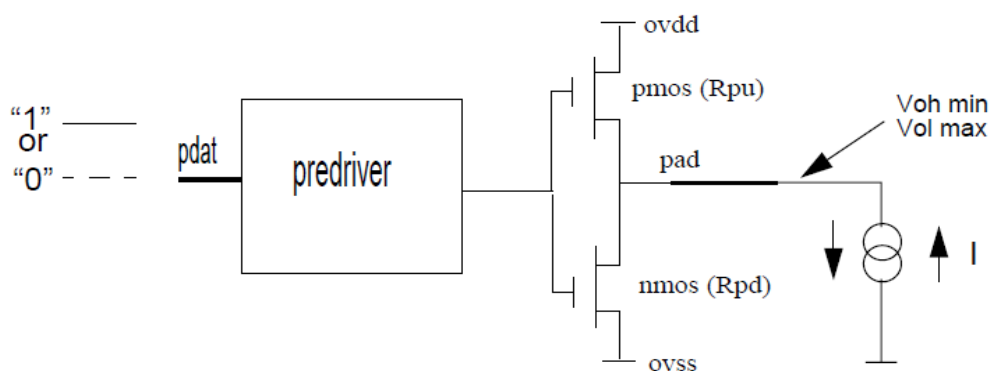 “1”
or
“0”
pdat
predriver
ovdd
pmos (Rpu)
pad
nmos (Rpd)
ovss
Voh min
Vol max
I